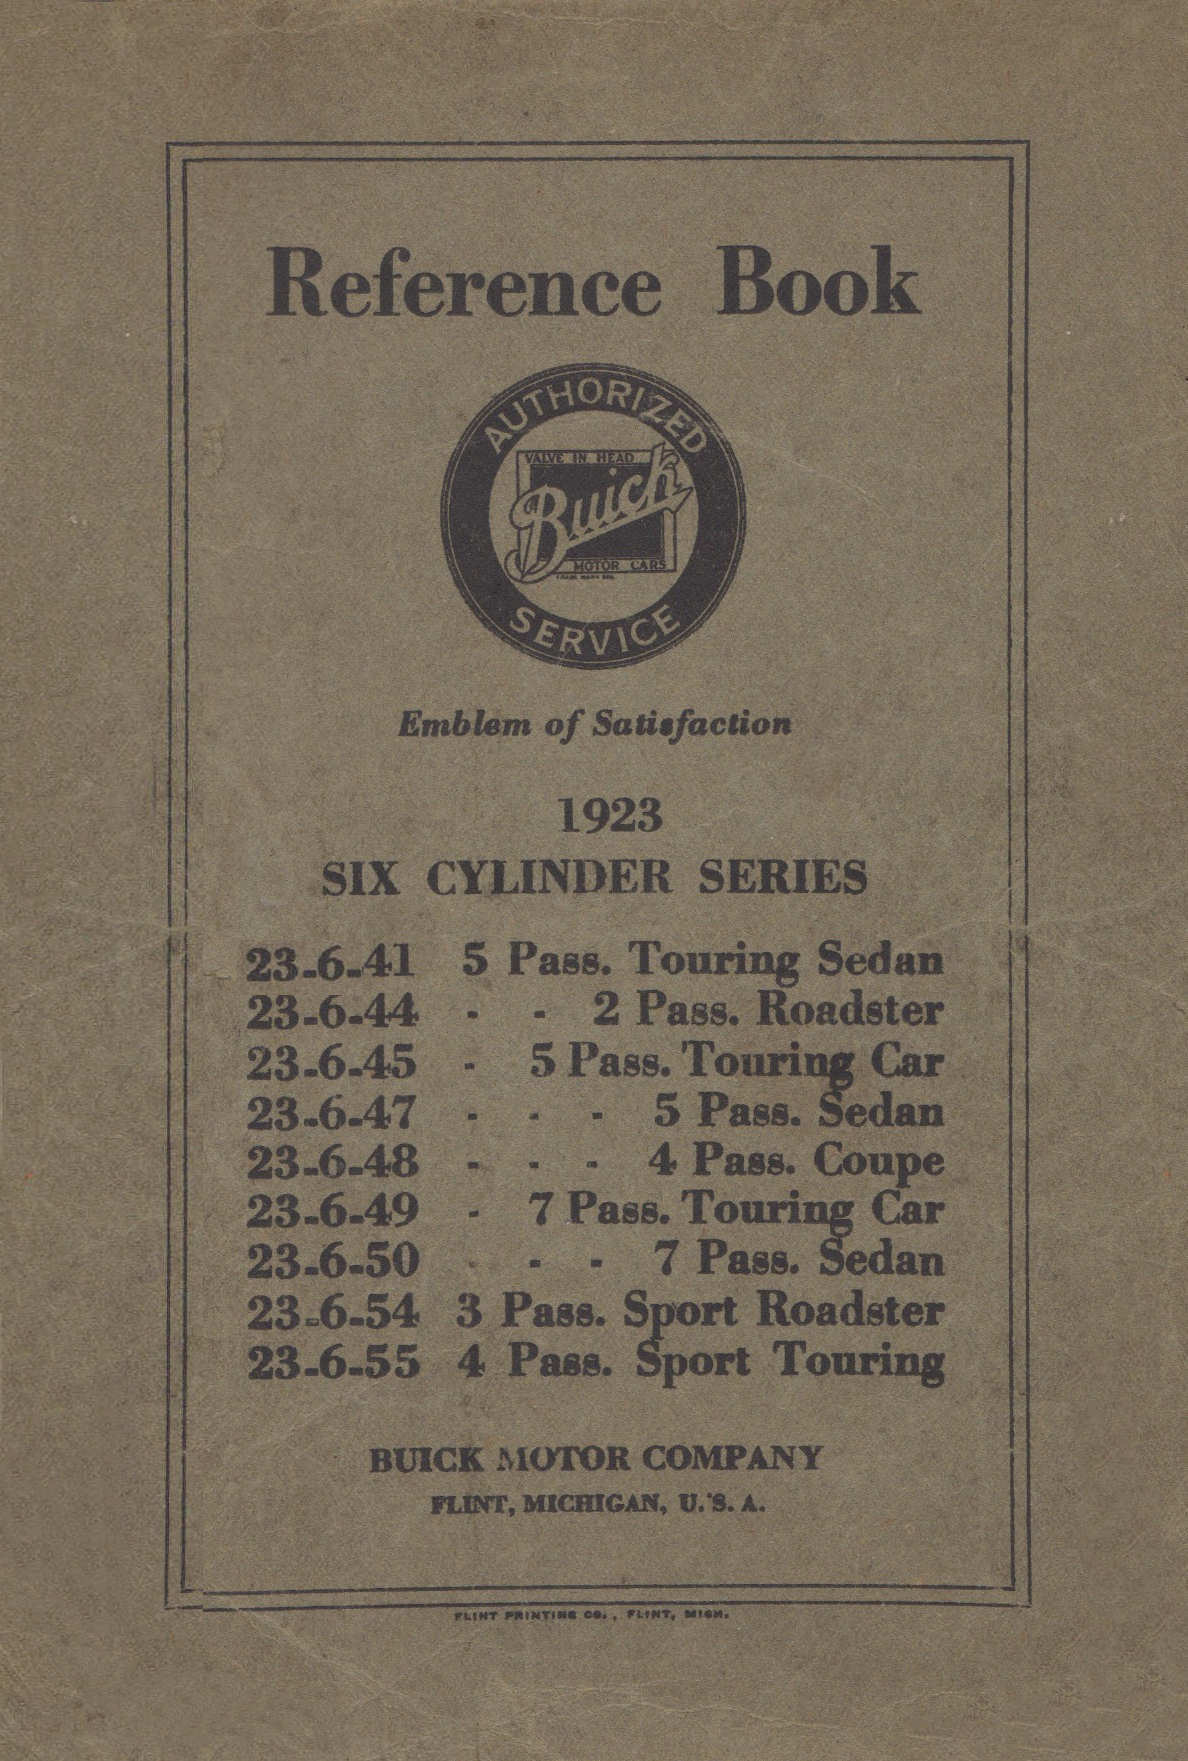 Reference Book
AUTHORIZED
VALVE IN HEAD
Buick
MOTOR CARS
TRADE MARK REG.
SERVICE
Emblem of Satisfaction
1923
SIX CYLINDER SERIES
23-6-41 5 Pass. Touring Sedan
23-6-44 - - 2 Pass. Roadster
23-6-45 - 5 Pass. Touring Car
23-6-47 - - - 5 Pass. Sedan
23-6-48 - - - 4 Pass. Coupe
23-6-49 - 7 Pass. Touring Car
23-6-50 - - - 7 Pass. Sedan
23-6-54 3 Pass. Sport Roadster
23-6-55 4 Pass. Sport Touring
BUICK MOTOR COMPANY
FLINT, MICHIGAN, U. S. A.
FLINT PRINTING CO., FLINT, MICH.